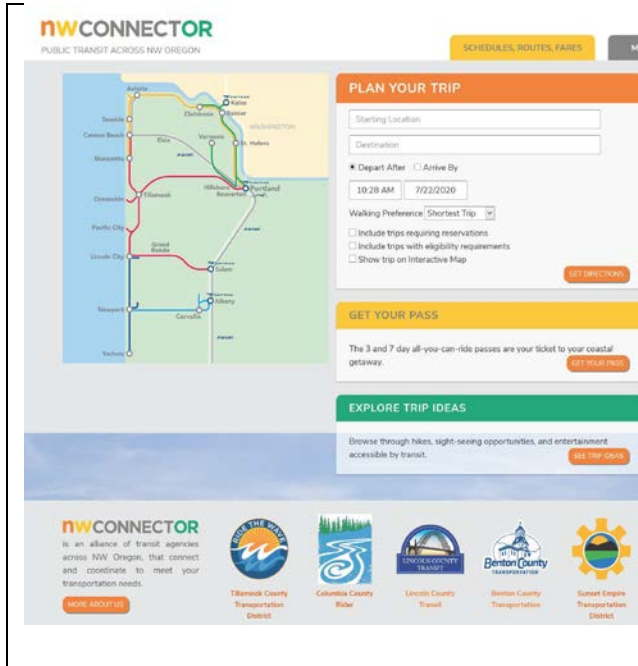 nwCONNECTOR
PUBLIC TRANSIT ACROSS NW OREGON
SCHEDULES, ROUTES, FARES
M
Astoria
Kelso
Clatskanie
Rainier
Seaside
WASHINGTON
Cannon Beach
Elsie
Vernonia
St. Helens
Manzanita
Hillsboro
Portland
Beaverton
Tillamook
Oceanside
Pacific City
Grand
Ronde
Lincoln City
Salem
Albany
Newport
Corvallis
Yachats
PLAN YOUR TRIP
Starting Location
Destination
Depart After
Arrive By
10:28 AM
7/22/2020
Walking Preference Shortest Trip
Include trips requiring reservations
Include trips with eligibility requirements
Show trip on Interactive Map
GET DIRECTIONS
GET YOUR PASS
The 3 and 7 day all-you-can-ride passes are your ticket to your coastal
getaway.
GET YOUR PASS
EXPLORE TRIP IDEAS
Browse through hikes, sight-seeing opportunities, and entertainment
accessible by transit.
SEE TRIP IDEAS
nwCONNECTOR
is an alliance of transit agencies
across NW Oregon, that connect
and coordinate to meet your
transportation needs.
MORE ABOUT US
RIDE THE WAVE
Tillamook County
Transportation
District
Columbia County
Rider
LINCOLN COUNTY
TRANSIT
Lincoln County
Transit
Benton County
TRANSPORTATION
Benton County
Transportation
Sunset Empire
Transportation
District